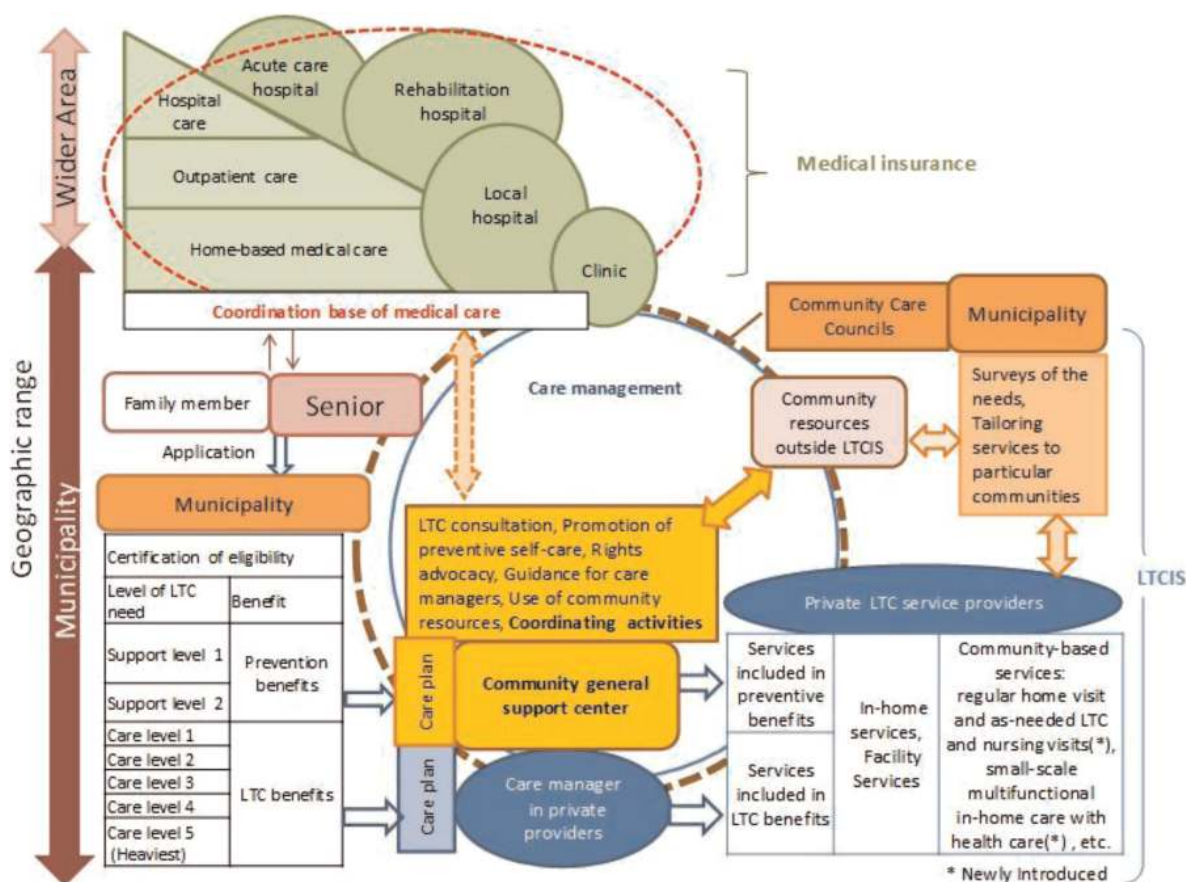 Geographic range
Wider Area
Municipality
Acute care
hospital
Rehabilitation
hospital
Hospital
care
Outpatient care
Local
hospital
Home-based medical care
Clinic
Medical insurance
Coordination base of medical care
Community Care
Councils
Municipality
Family member
Senior
Care management
Community
resources
outside LTCIS
Surveys of the
needs,
Tailoring
services to
particular
communities
Application
Municipality
Certification of eligibility
Level of LTC
need
Benefit
Support level 1
Support level 2
Prevention
benefits
Care level 1
Care level 2
Care level 3
Care level 4
Care level 5
(Heaviest)
LTC benefits
LTC consultation, Promotion of
preventive self-care, Rights
advocacy, Guidance for care
managers, Use of community
resources, Coordinating activities
Care plan
Community general
support center
Care plan
Care manager
in private
providers
LTCIS
Private LTC service providers
Services
included in
preventive
benefits
Services
included in
LTC benefits
In-home
services,
Facility
Services
Community-based
services:
regular home visit
and as-needed LTC
and nursing visits(*),
small-scale
multifunctional
in-home care with
health care(*) , etc.
* Newly Introduced